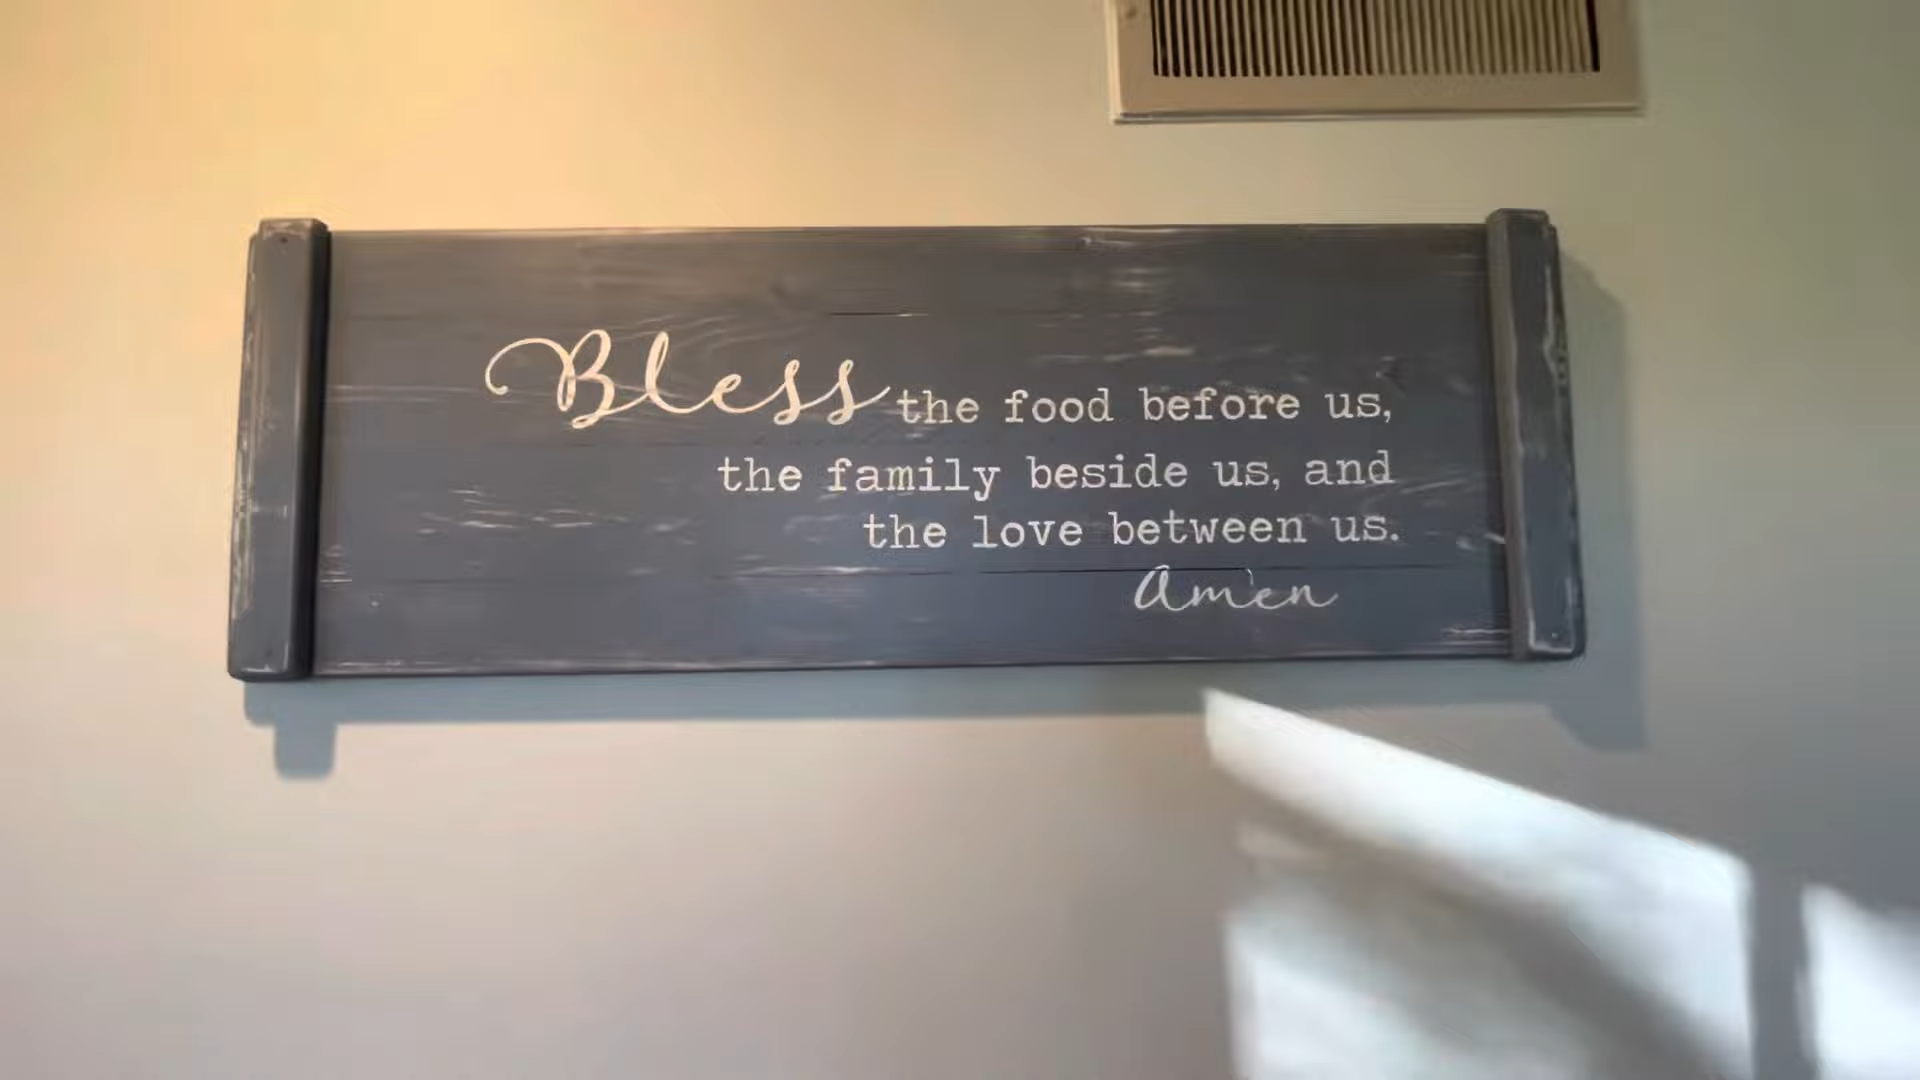 Bless the food before us,
the family beside us, and
the love between us.
Amen